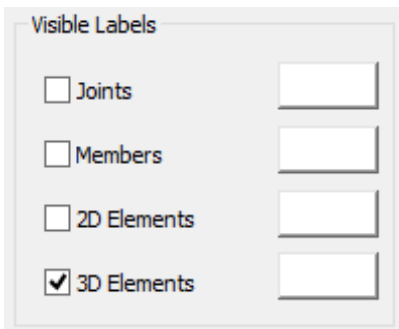 Visible Labels
Joints
Members
2D Elements
3D Elements